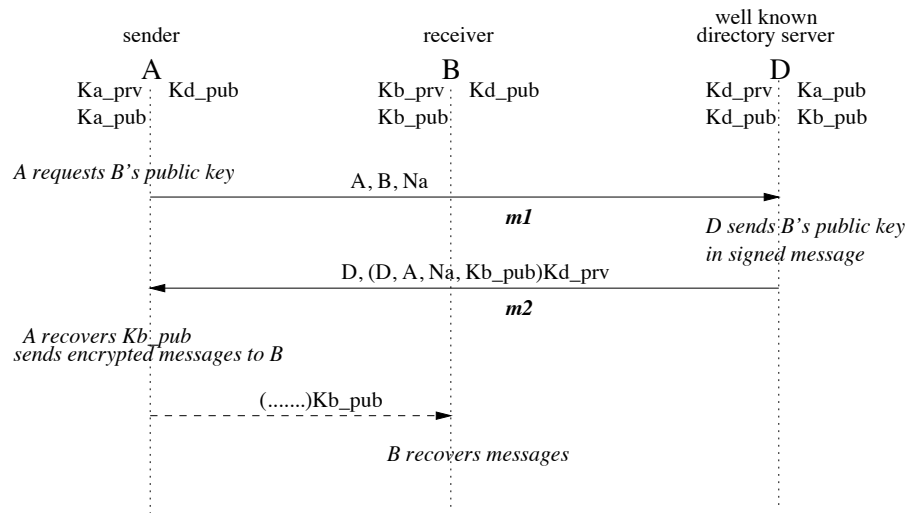 well known
sender
receiver
directory server
A
B
D
Ka_prv
Kd_pub
Kb_prv
Kd_pub
Kd_prv
Ka_pub
Ka_pub
Kb_pub
Kd_pub
Kb_pub
A requests B's public key
A, B, Na
m1
D sends B's public key
in signed message
D, (D, A, Na, Kb_pub)Kd_prv
m2
A recovers Kb_pub
sends encrypted messages to B
(.......)Kb_pub
B recovers messages